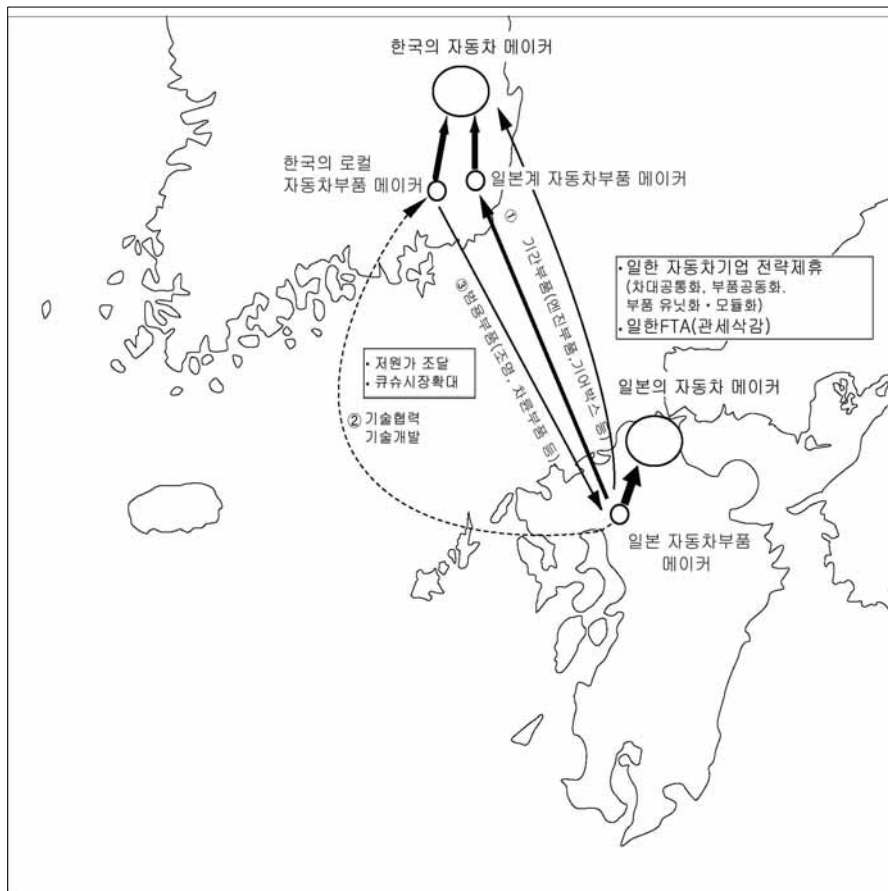 한국의 자동차 메이커
한국의 로컬
자동차부품 메이커
일본계 자동차부품 메이커
① 기간부품(엔진부품,기어박스 등)
③범용부품(조명, 차륜부품 등)
・일한 자동차기업 전략제휴
(차대공통화, 부품공동화.
부품 유닛화・모듈화)
・일한FTA(관세삭감)
・저원가 조달
・큐슈시장확대
일본의 자동차 메이커
② 기술협력
기술개발
일본 자동차부품
메이커